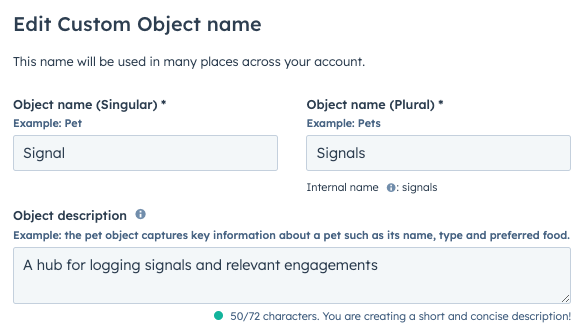 Edit Custom Object name
This name will be used in many places across your account.
Object name (Singular) *
Example: Pet
Signal
Object name (Plural) *
Example: Pets
Signals
Internal name : signals
Object description
Example: the pet object captures key information about a pet such as its name, type and preferred food.
A hub for logging signals and relevant engagements
50/72 characters. You are creating a short and concise description!